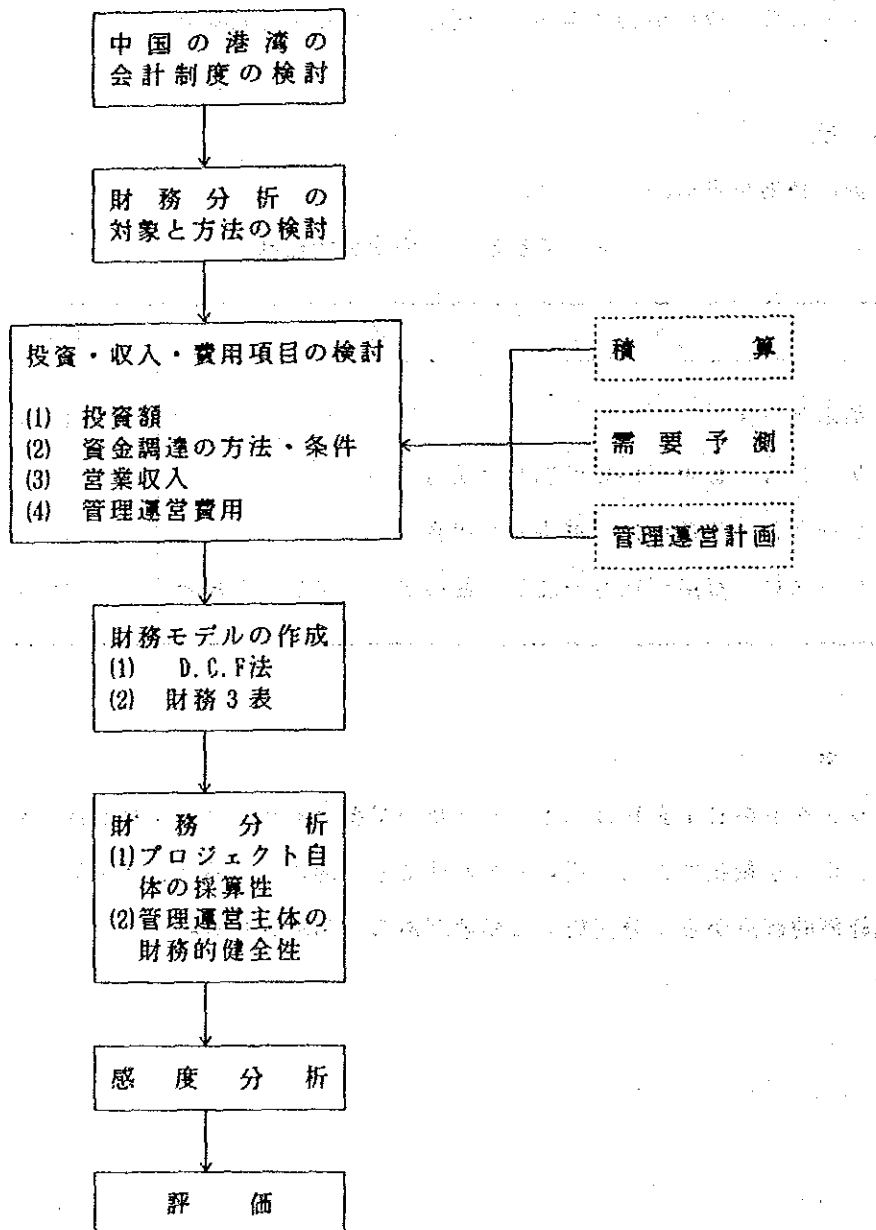 中国の港湾の
会計制度の検討
財務分析の
対象と方法の検討
投資・収入・費用項目の検討
(1) 投資額
(2) 資金調達の方法・条件
(3) 営業収入
(4) 管理運営費用
積算
需要予測
管理運営計画
財務モデルの作成
(1) D.C.F法
(2) 財務3表
財務分析
(1)プロジェクト自
体の採算性
(2)管理運営主体の
財務的健全性
感度分析
評価